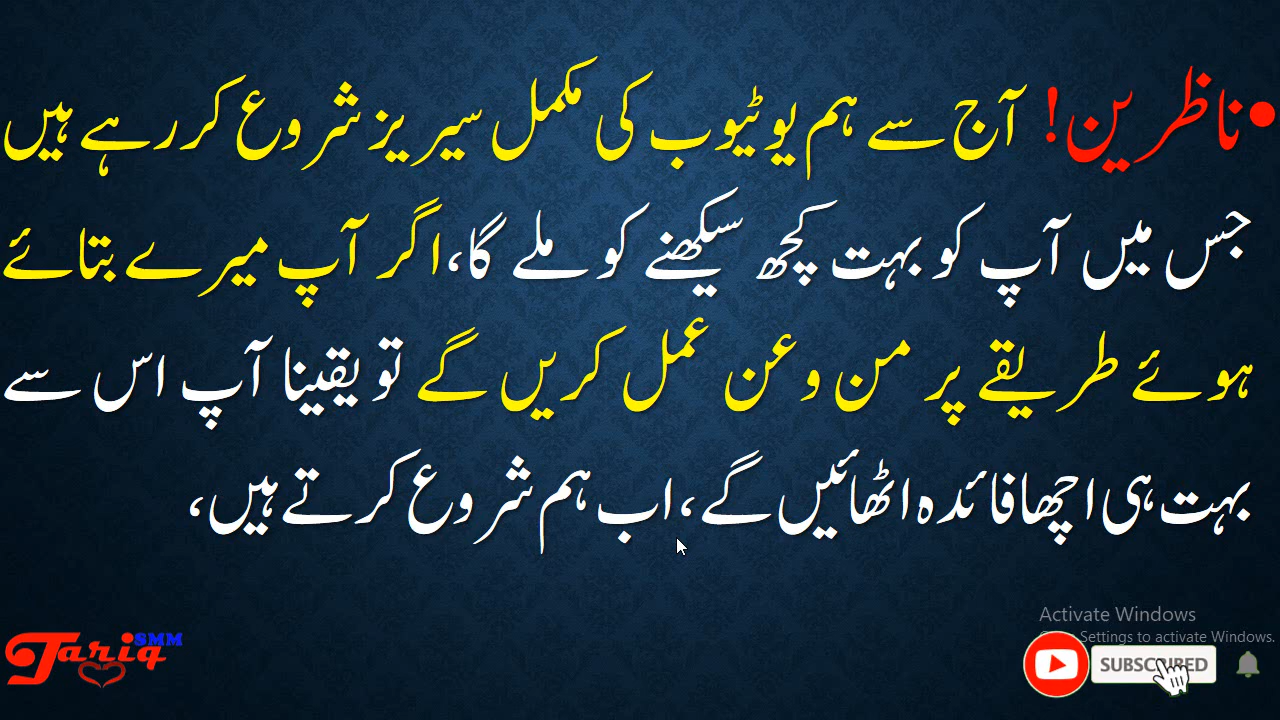 •ناظرین! آج سے ہم یوٹیوب کی مکمل سیریز شروع کر رہے ہیں
جس میں آپ کو بہت کچھ سیکھنے کو ملے گا،اگر آپ میرے بتائے
ہوئے طریقے پر من و عن عمل کریں گے تو یقینا آپ اس سے
بہت ہی اچھا فائدہ اٹھائیں گے،اب ہم شروع کرتے ہیں،
Activate Windows
Settings to activate Windows.
SUBSCRIBED
Tariq SMM